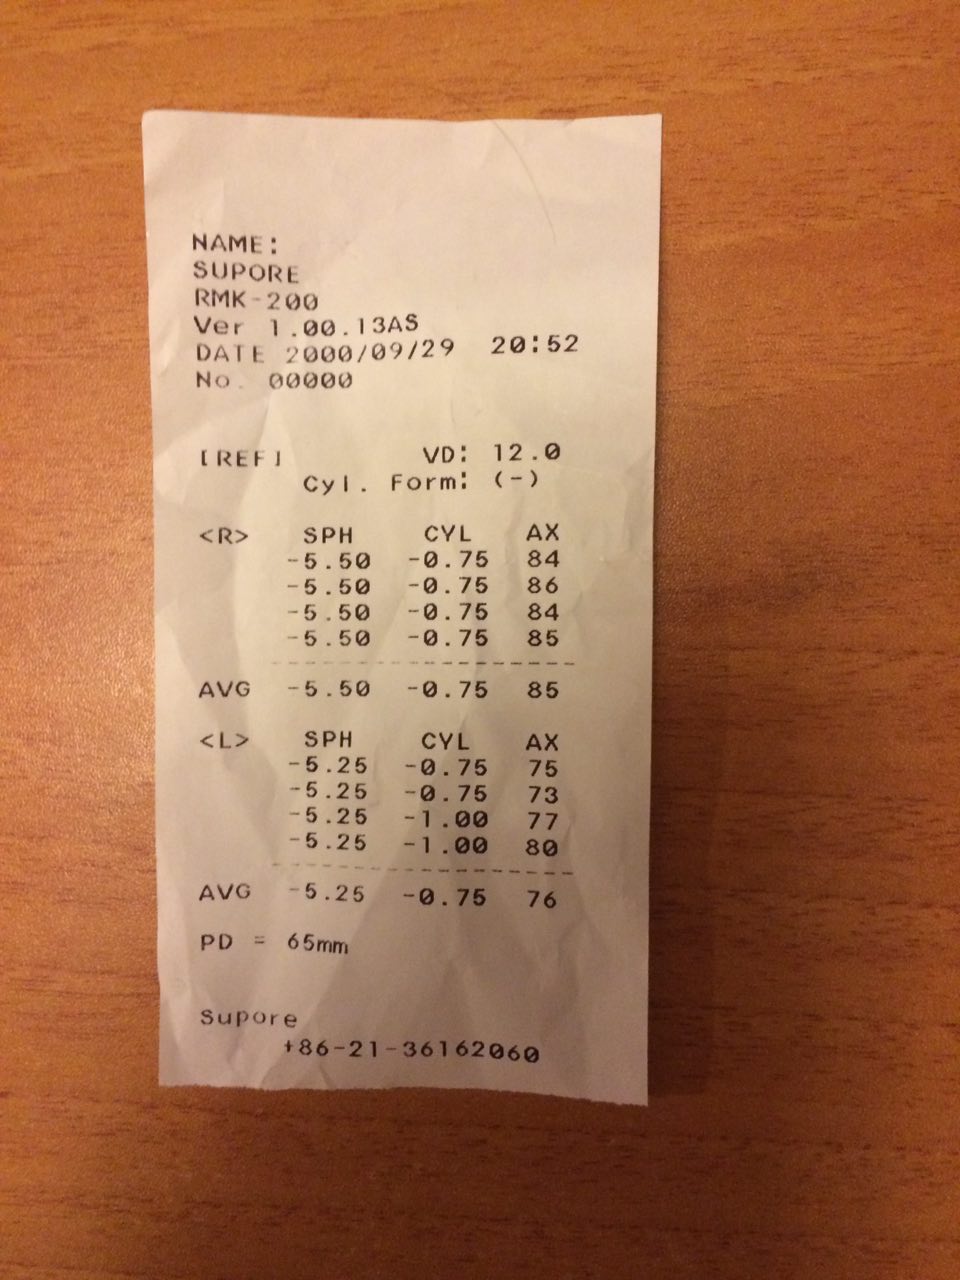 NAME:
SUPORE
RMK-200
Ver 1.00.13AS
DATE 2000/09/29 20:52
No. 00000
[REF] VD: 12.0
Cyl. Form: (-)
<R> SPH CYL AX
-5.50 -0.75 84
-5.50 -0.75 86
-5.50 -0.75 84
-5.50 -0.75 85
AVG -5.50 -0.75 85
<L> SPH CYL AX
-5.25 -0.75 75
-5.25 -0.75 73
-5.25 -1.00 77
-5.25 -1.00 80
AVG -5.25 -0.75 76
PD = 65mm
Supore
+86-21-36162060